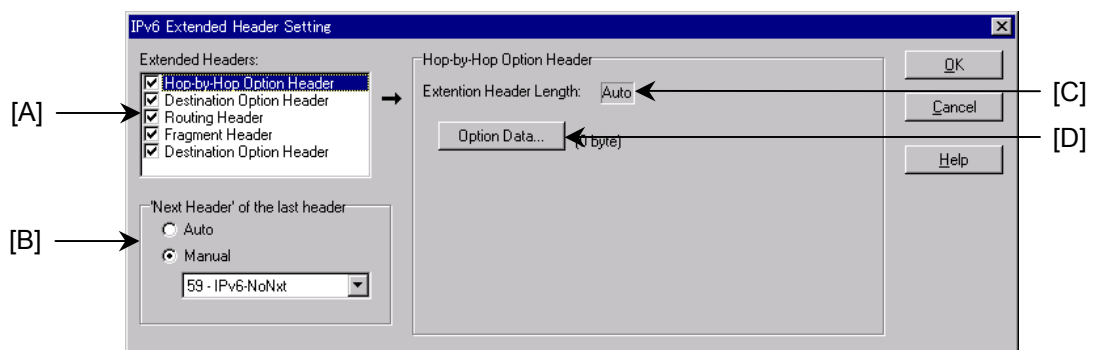 IPv6 Extended Header Setting
Extended Headers:
Hop-by-Hop Option Header
Destination Option Header
Routing Header
Fragment Header
Destination Option Header
[A]
'Next Header' of the last header
Auto
Manual
59 - IPv6-NoNxt
[B]
Hop-by-Hop Option Header
Extention Header Length: Auto
[C]
Option Data... (0 byte)
[D]
OK
Cancel
Help